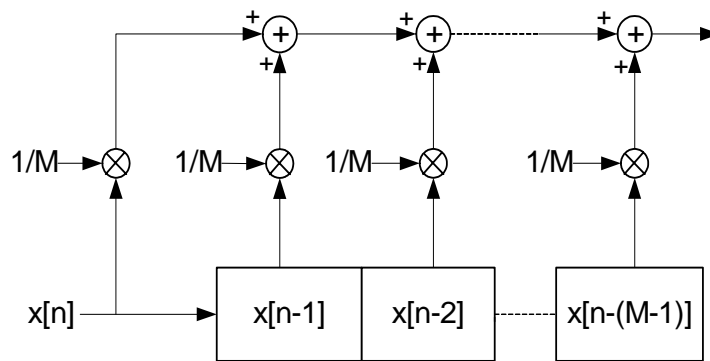 + + + + + +
+ + +
1/M 1/M 1/M 1/M
x[n] x[n-1] x[n-2] x[n-(M-1)]